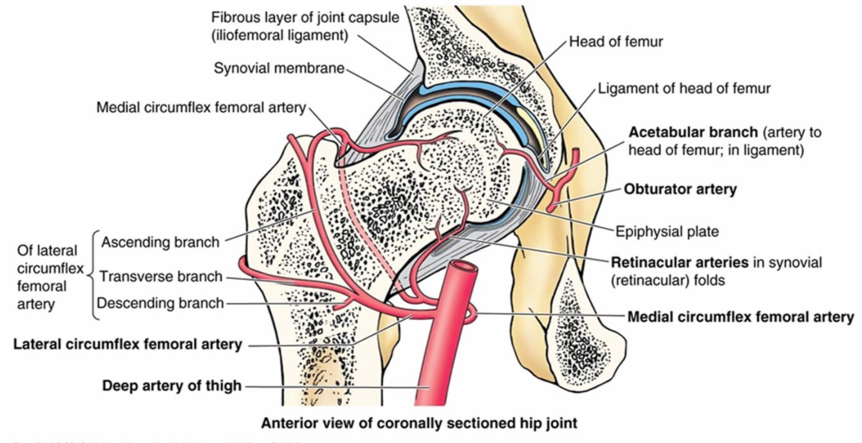 Fibrous layer of joint capsule
(iliofemoral ligament)
Synovial membrane
Medial circumflex femoral artery
Head of femur
Ligament of head of femur
Acetabular branch (artery to
head of femur; in ligament)
Obturator artery
Epiphysial plate
Retinacular arteries in synovial
(retinacular) folds
Medial circumflex femoral artery
Of lateral
circumflex
femoral
artery
Ascending branch
Transverse branch
Descending branch
Lateral circumflex femoral artery
Deep artery of thigh
Anterior view of coronally sectioned hip joint